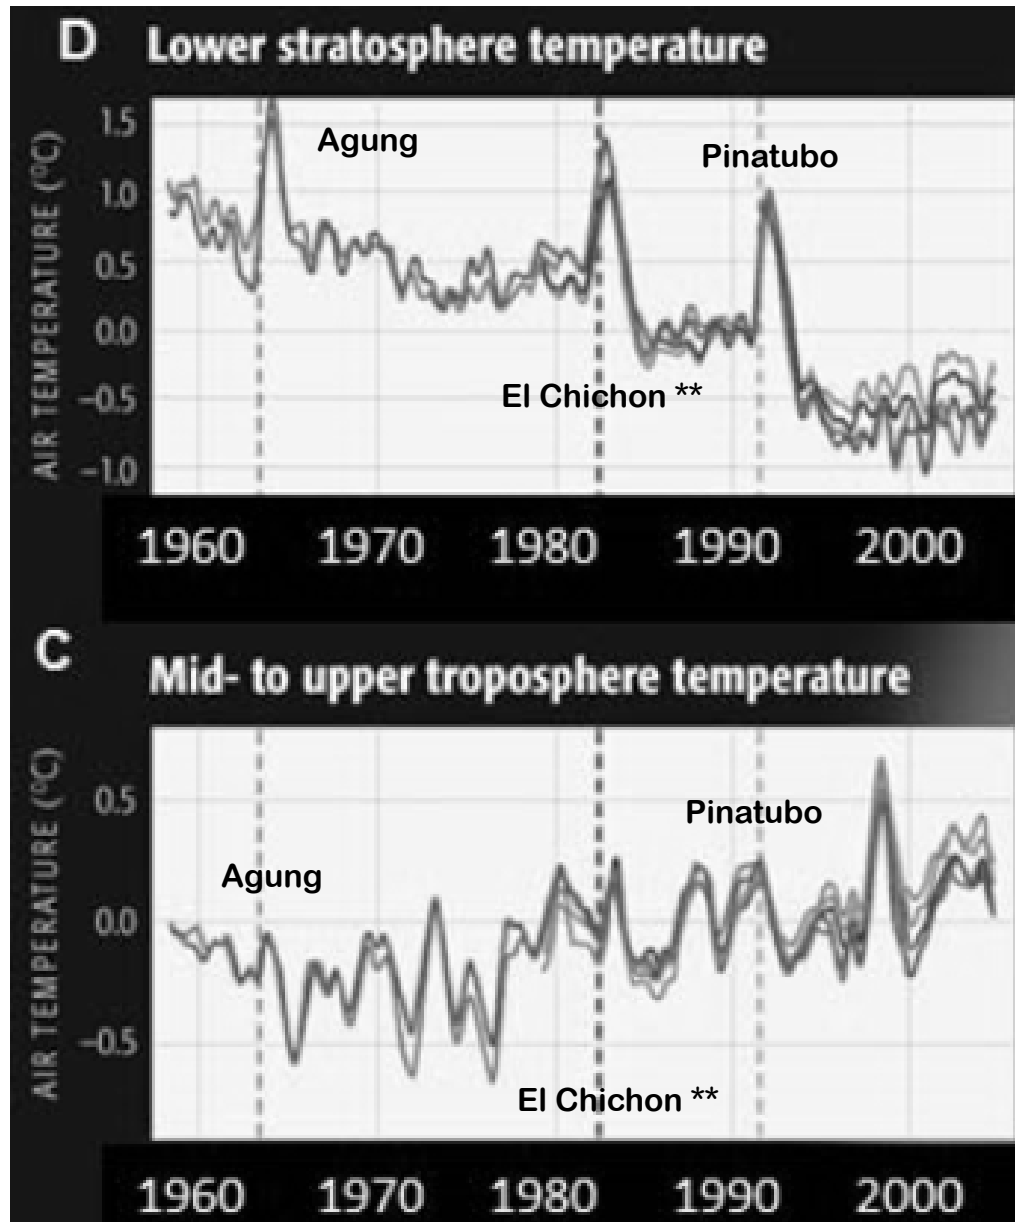 D Lower stratosphere temperature
AIR TEMPERATURE (°C)
1.5
1.0
0.5
0.0
−0.5
−1.0
Agung
Pinatubo
El Chichon **
1960 1970 1980 1990 2000
C
Mid- to upper troposphere temperature
AIR TEMPERATURE (°C)
0.5
0.0
−0.5
Pinatubo
Agung
El Chichon **
1960 1970 1980 1990 2000